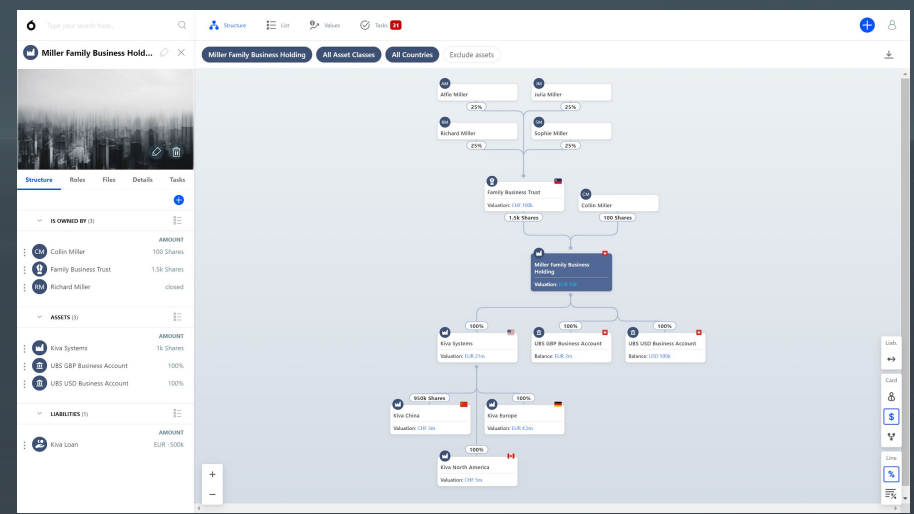 Type your search here..
Structure
List
Values
Tasks 31
Miller Family Business Hold...
Miller Family Business Holding
All Asset Classes
All Countries
Exclude assets
Structure Roles Files Details Tasks
IS OWNED BY (3)
AMOUNT
CM Collin Miller 100 Shares
Family Business Trust 1.5k Shares
RM Richard Miller closed
ASSETS (3)
AMOUNT
Kiva Systems 1k Shares
UBS GBP Business Account 100%
UBS USD Business Account 100%
LIABILITIES (1)
AMOUNT
Kiva Loan EUR -500k
AM
Alfie Miller
25%
JM
Julia Miller
25%
RM
Richard Miller
25%
SM
Sophie Miller
25%
Family Business Trust
Valuation: CHF 100k
1.5k Shares
CM
Collin Miller
100 Shares
Miller Family Business
Holding
Valuation:
100%
Kiva Systems
Valuation: EUR 21m
100%
UBS GBP Business Account
Balance: EUR 2m
100%
UBS USD Business Account
Balance: USD 500k
950k Shares
Kiva China
Valuation: CHF 3m
100%
Kiva Europe
Valuation: EUR 4.5m
100%
Kiva North America
Valuation: CHF 5m
Liab.
Card
$
Line
%
+
−